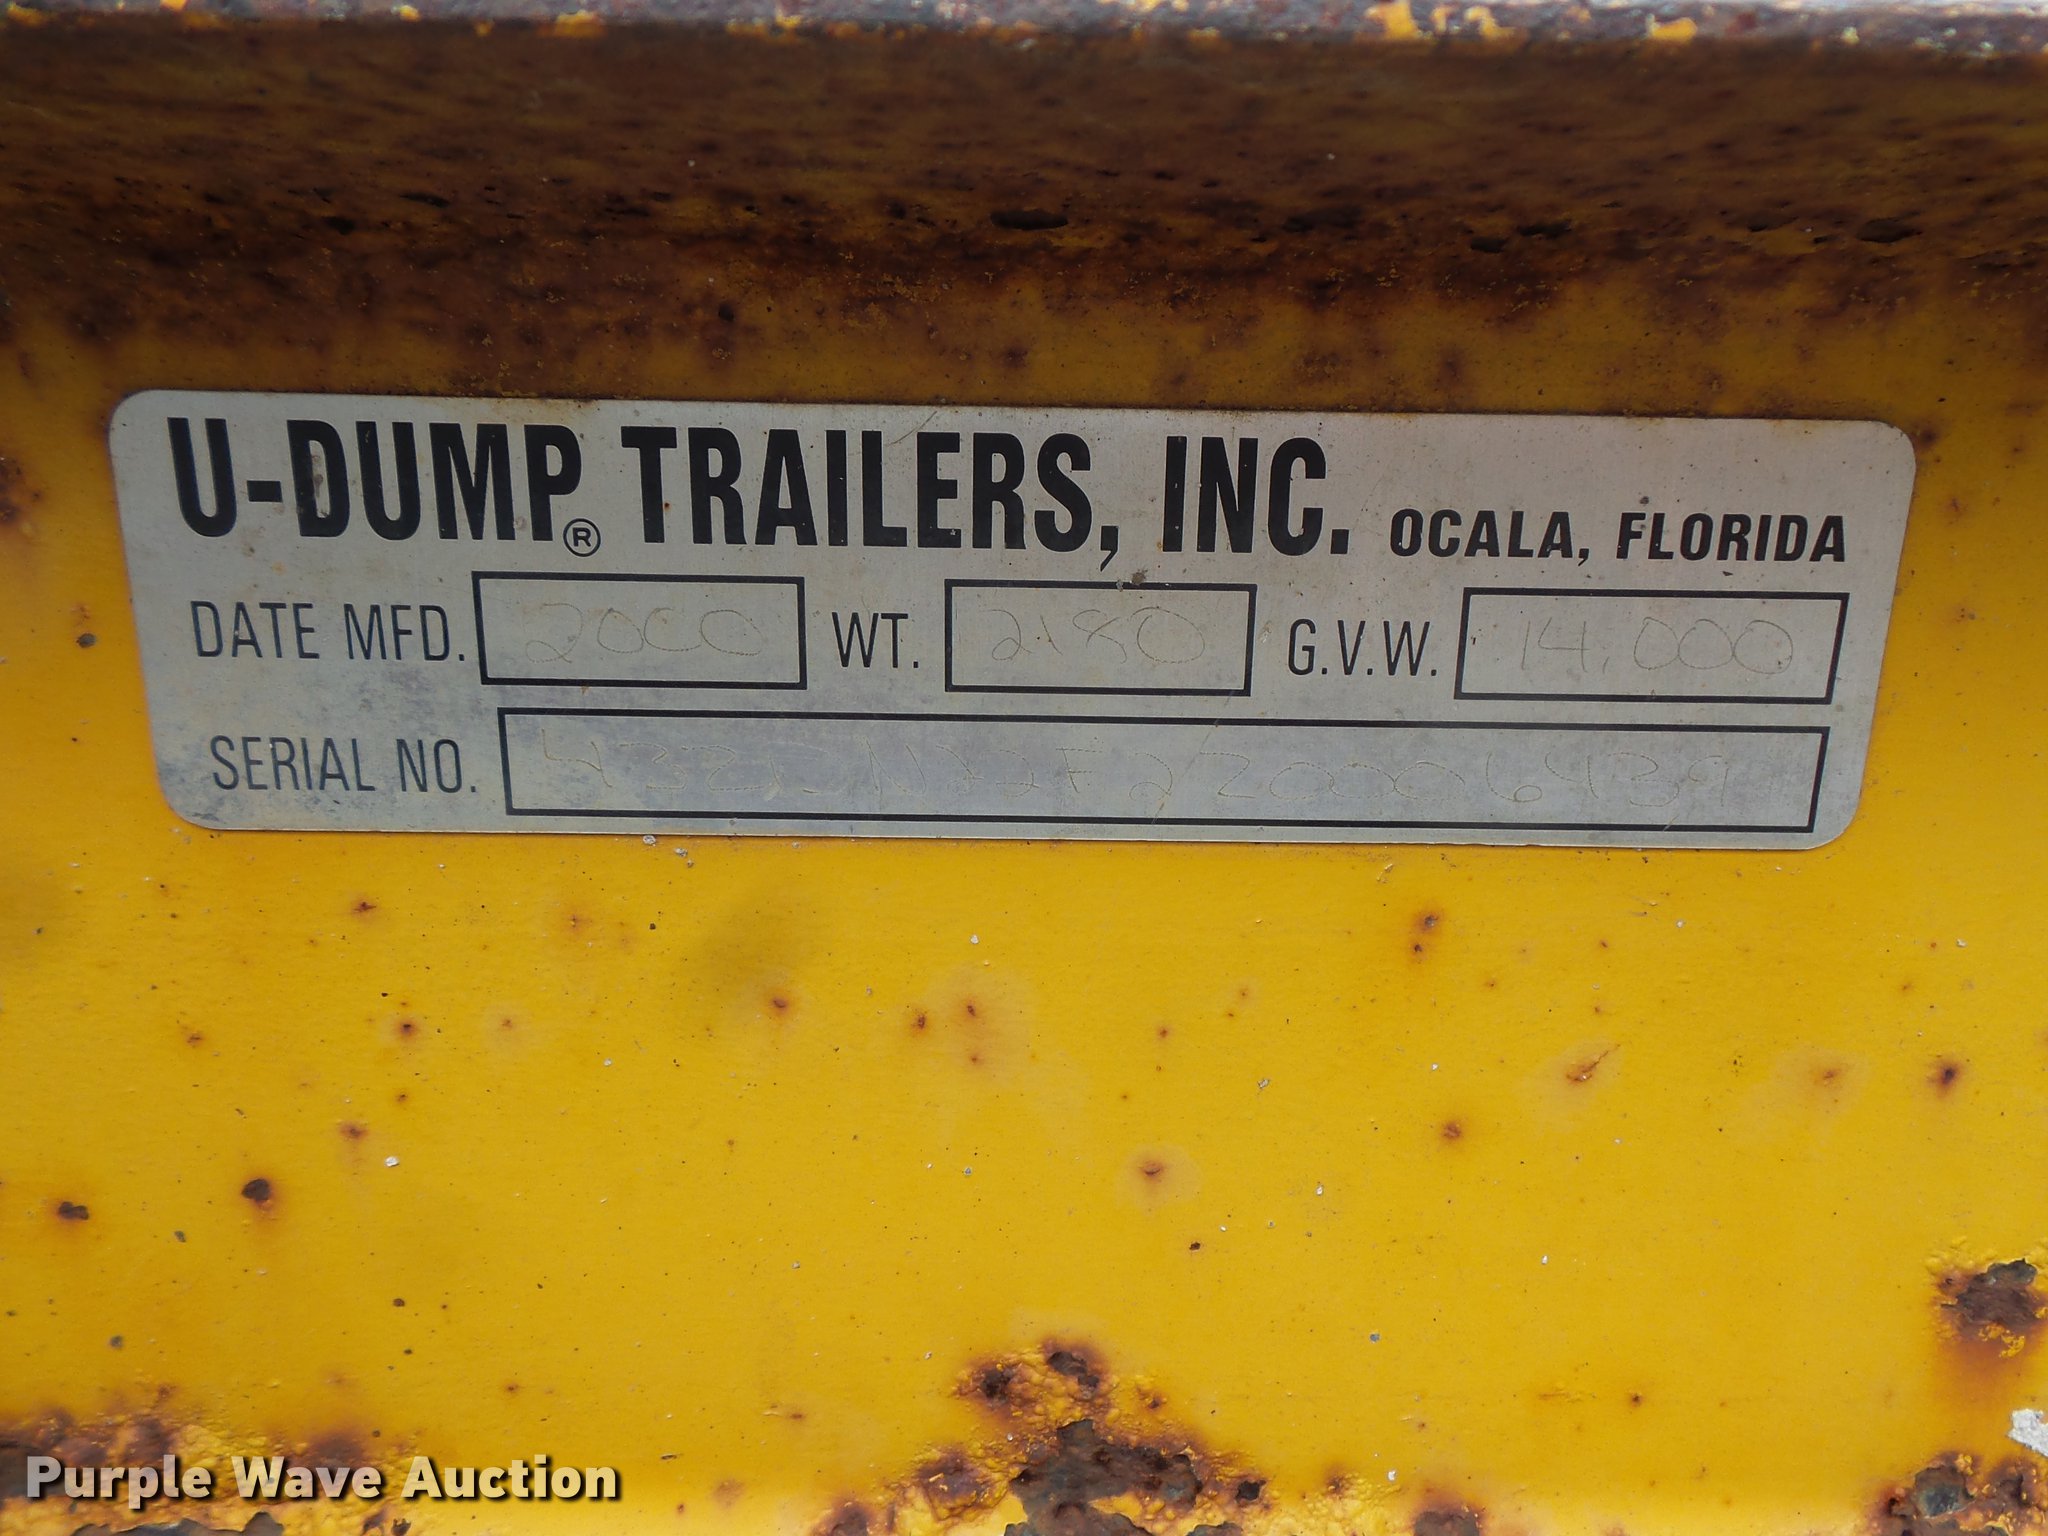 U-DUMP® TRAILERS, INC. OCALA, FLORIDA
DATE MFD. 2000 WT. 2180 G.V.W. 14,000
SERIAL NO.
Purple Wave Auction